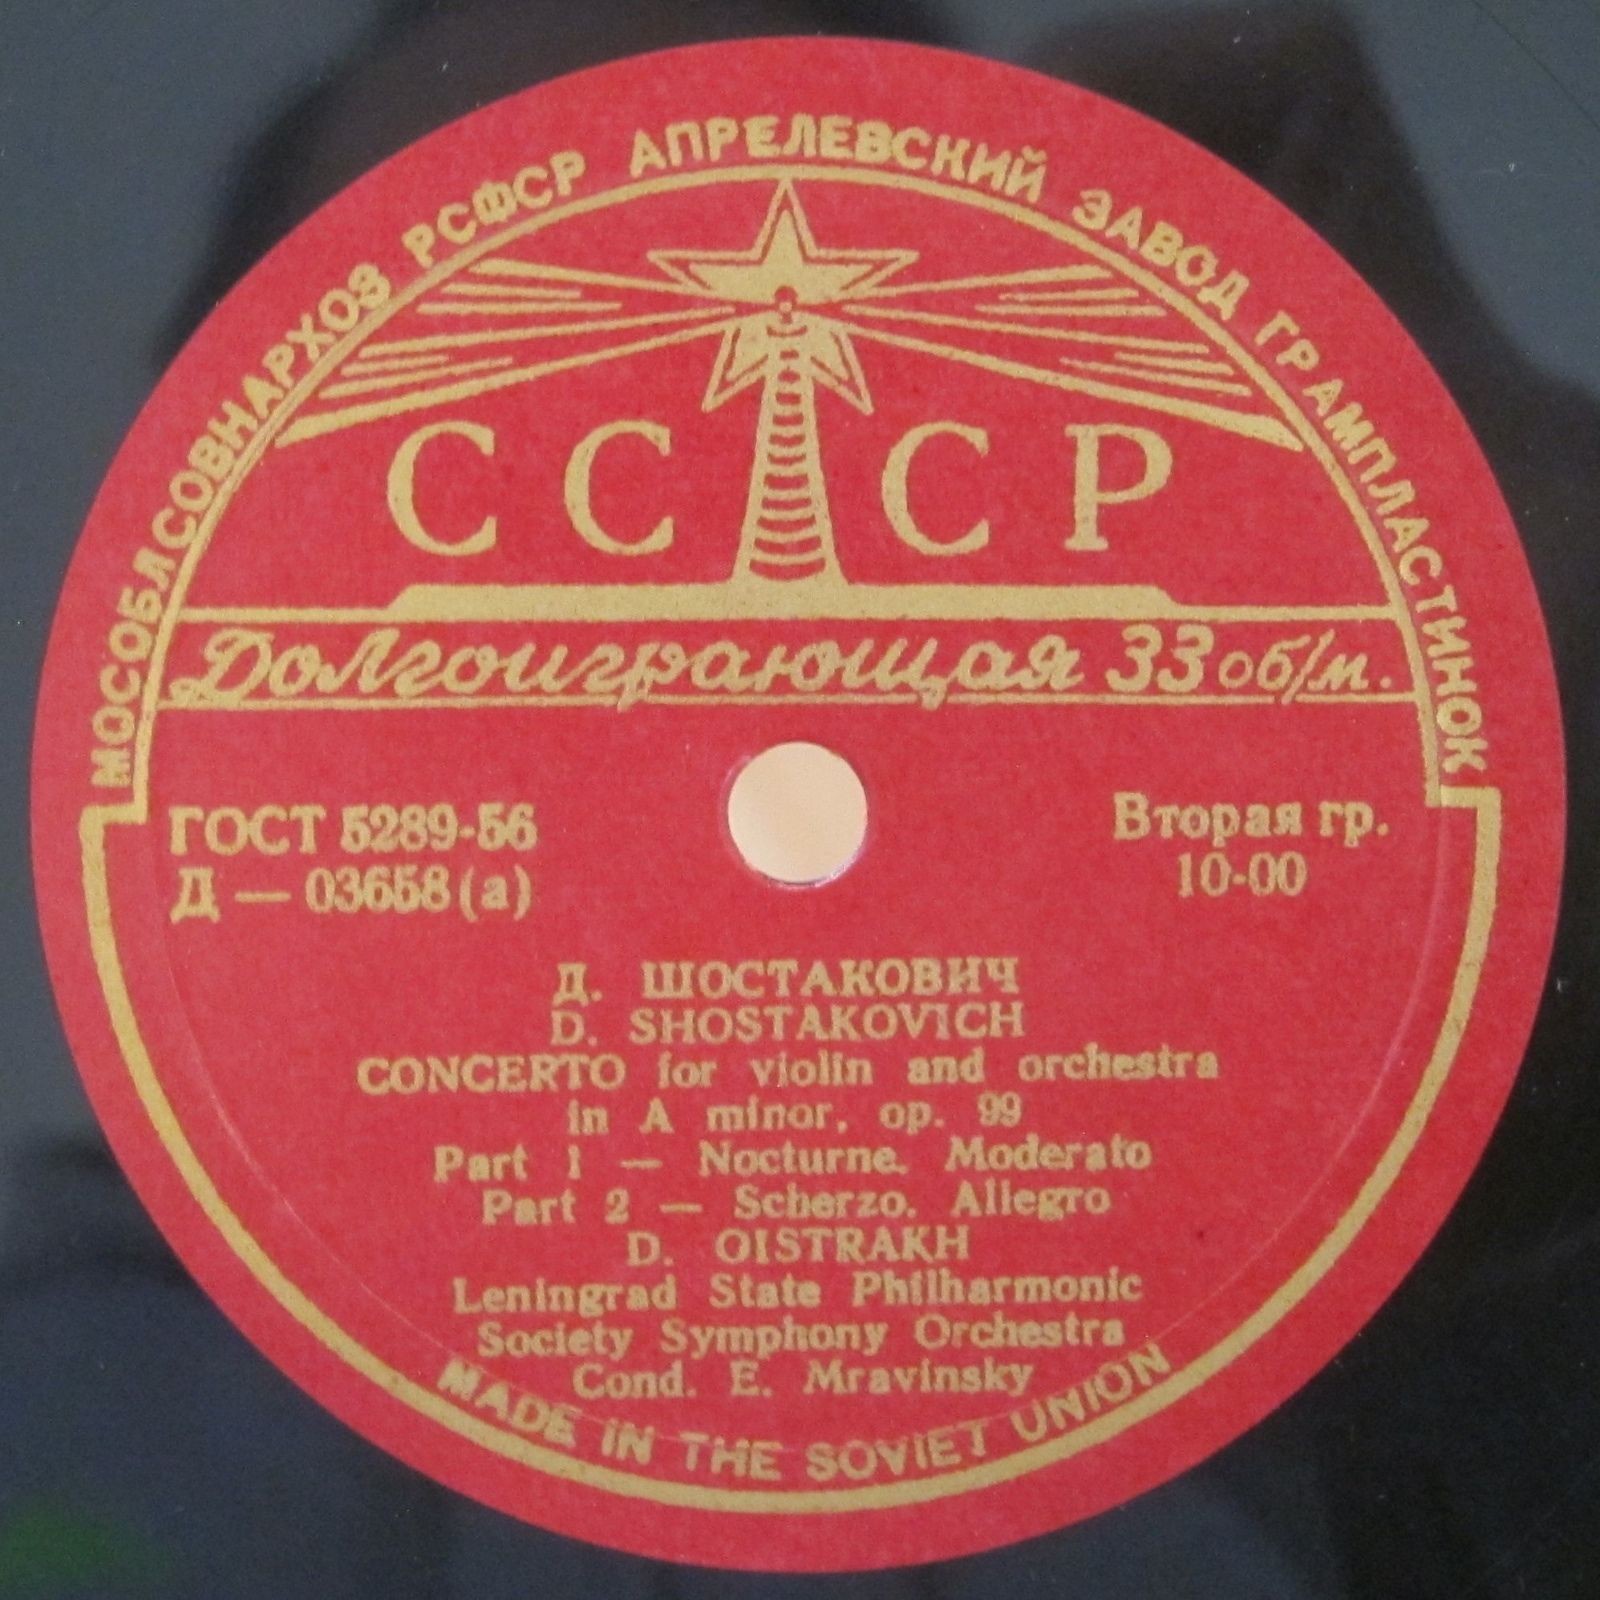 МОСОБЛСОВНАРХОЗ РСФСР АПРЕЛЕВСКИЙ ЗАВОД ГРАМПЛАСТИНОК
СССР
Долгоиграющая 33 об/м.
ГОСТ 5289-56
Д — 03658 (а)
Вторая гр.
10-00
Д. ШОСТАКОВИЧ
D. SHOSTAKOVICH
CONCERTO for violin and orchestra
in A minor, op. 99
Part 1 — Nocturne. Moderato
Part 2 — Scherzo. Allegro
D. OISTRAKH
Leningrad State Philharmonic
Society Symphony Orchestra
Cond. E. Mravinsky
MADE IN THE SOVIET UNION